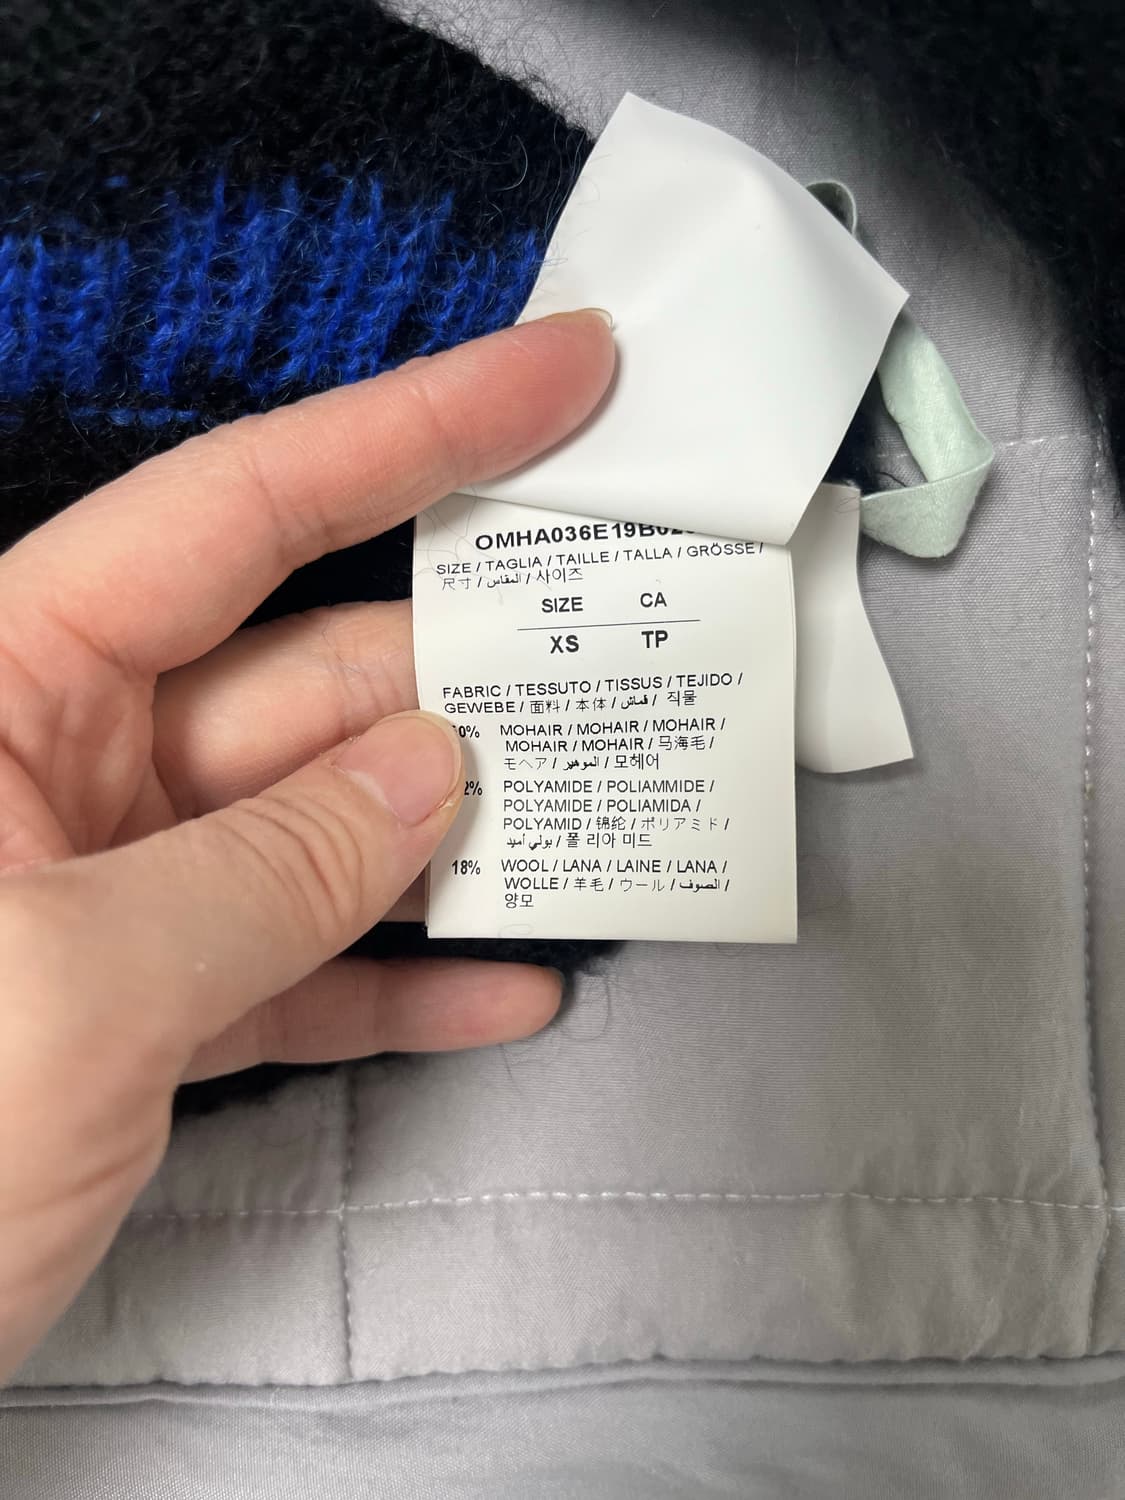 OMHA036E19B02
SIZE / TAGLIA / TAILLE / TALLA / GRÖSSE /
尺寸 / المقاس / 사이즈
SIZE CA
XS TP
FABRIC / TESSUTO / TISSUS / TEJIDO /
GEWEBE / 面料 / 本体 / قماش / 직물
0% MOHAIR / MOHAIR / MOHAIR /
MOHAIR / MOHAIR / 马海毛 /
モヘア / الموهير / 모헤어
2% POLYAMIDE / POLIAMMIDE /
POLYAMIDE / POLIAMIDA /
POLYAMID / 锦纶 / ポリアミド /
بولي أميد / 폴 리아 미드
18% WOOL / LANA / LAINE / LANA /
WOLLE / 羊毛 / ウール / الصوف /
양모